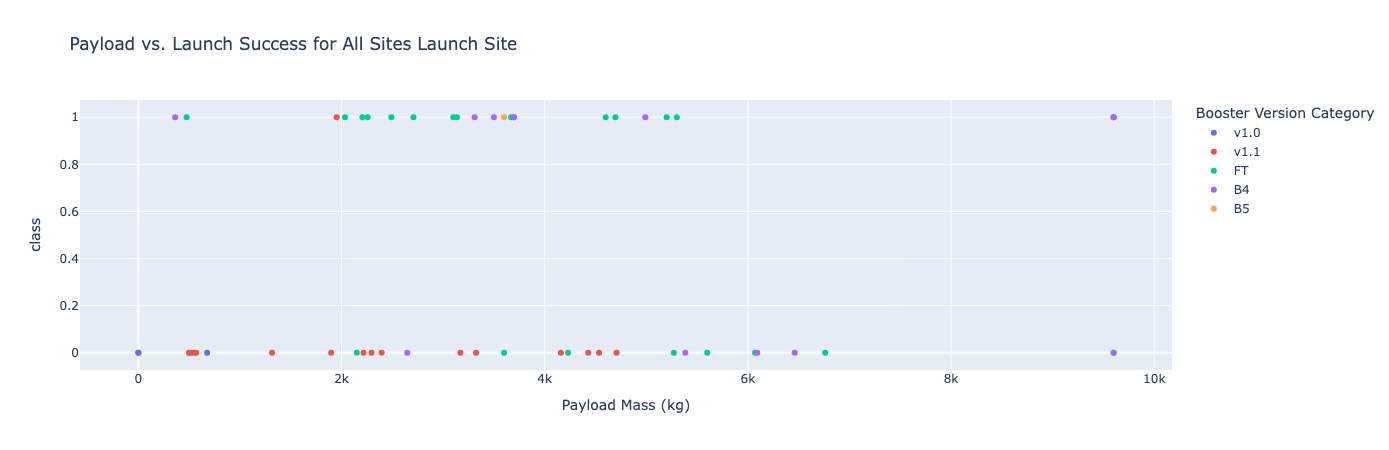 Payload vs. Launch Success for All Sites Launch Site
1
0.8
0.6
0.4
0.2
0
class
0 2k 4k 6k 8k 10k
Payload Mass (kg)
Booster Version Category
v1.0
v1.1
FT
B4
B5